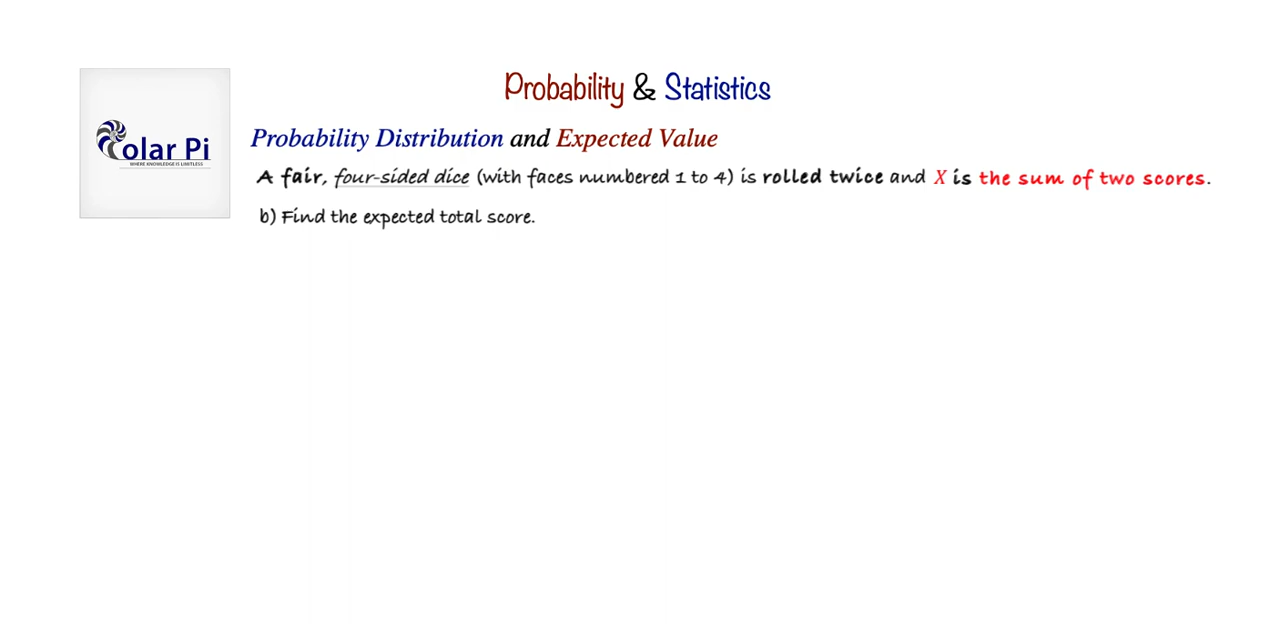 Probability & Statistics
olar Pi
WHERE KNOWLEDGE IS LIMITLESS
Probability Distribution and Expected Value
A fair, four-sided dice (with faces numbered 1 to 4) is rolled twice and X is the sum of two scores.
b) Find the expected total score.